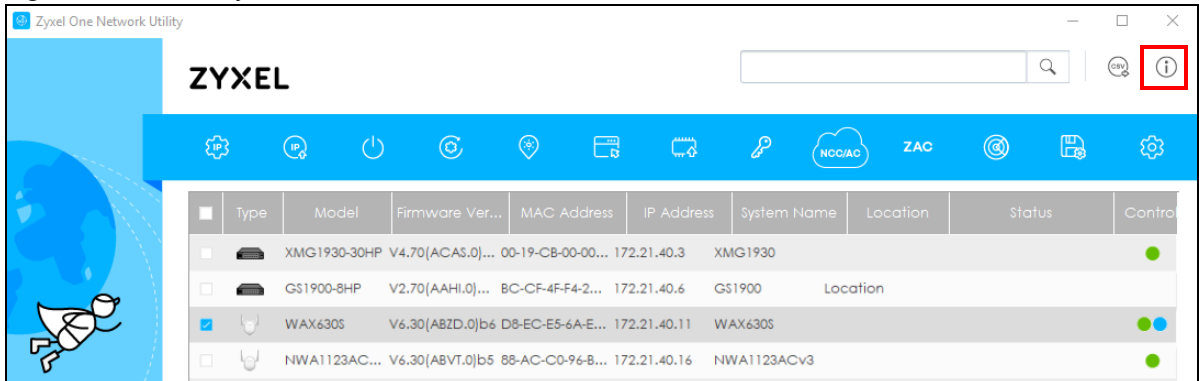 Zyxel One Network Utility
ZYXEL
CSV
IP IP NCC/AC ZAC
Type Model Firmware Ver... MAC Address IP Address System Name Location Status Control
XMG1930-30HP V4.70(ACAS.0)... 00-19-CB-00-00... 172.21.40.3 XMG1930
GS1900-8HP V2.70(AAHI.0)... BC-CF-4F-F4-2... 172.21.40.6 GS1900 Location
WAX630S V6.30(ABZD.0)b6 D8-EC-E5-6A-E... 172.21.40.11 WAX630S
NWA1123AC... V6.30(ABVT.0)b5 88-AC-C0-96-B... 172.21.40.16 NWA1123ACv3